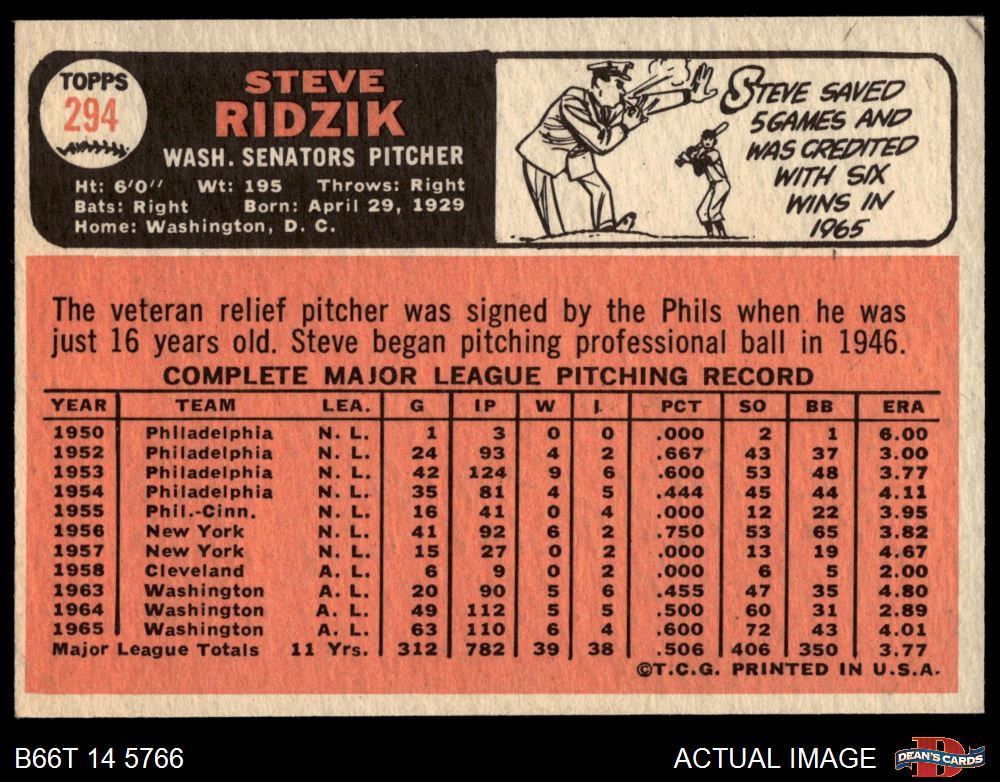 TOPPS
294
STEVE
RIDZIK
WASH. SENATORS PITCHER
Ht: 6'0'' Wt: 195 Throws: Right
Bats: Right Born: April 29, 1929
Home: Washington, D. C.
STEVE SAVED
5 GAMES AND
WAS CREDITED
WITH SIX
WINS IN
1965
The veteran relief pitcher was signed by the Phils when he was
just 16 years old. Steve began pitching professional ball in 1946.
COMPLETE MAJOR LEAGUE PITCHING RECORD
YEAR TEAM LEA. G IP W L PCT SO BB ERA
1950 Philadelphia N. L. 1 3 0 0 .000 2 1 6.00
1952 Philadelphia N. L. 24 93 4 2 .667 43 37 3.00
1953 Philadelphia N. L. 42 124 9 6 .600 53 48 3.77
1954 Philadelphia N. L. 35 81 4 5 .444 45 44 4.11
1955 Phil.-Cinn. N. L. 16 41 0 4 .000 12 22 3.95
1956 New York N. L. 41 92 6 2 .750 53 65 3.82
1957 New York N. L. 15 27 0 2 .000 13 19 4.67
1958 Cleveland A. L. 6 9 0 2 .000 6 5 2.00
1963 Washington A. L. 20 90 5 6 .455 47 35 4.80
1964 Washington A. L. 49 112 5 5 .500 60 31 2.89
1965 Washington A. L. 63 110 6 4 .600 72 43 4.01
Major League Totals 11 Yrs. 312 782 39 38 .506 406 350 3.77
©T.C.G. PRINTED IN U.S.A.
B66T 14 5766
ACTUAL IMAGE
D
DEAN'S CARDS